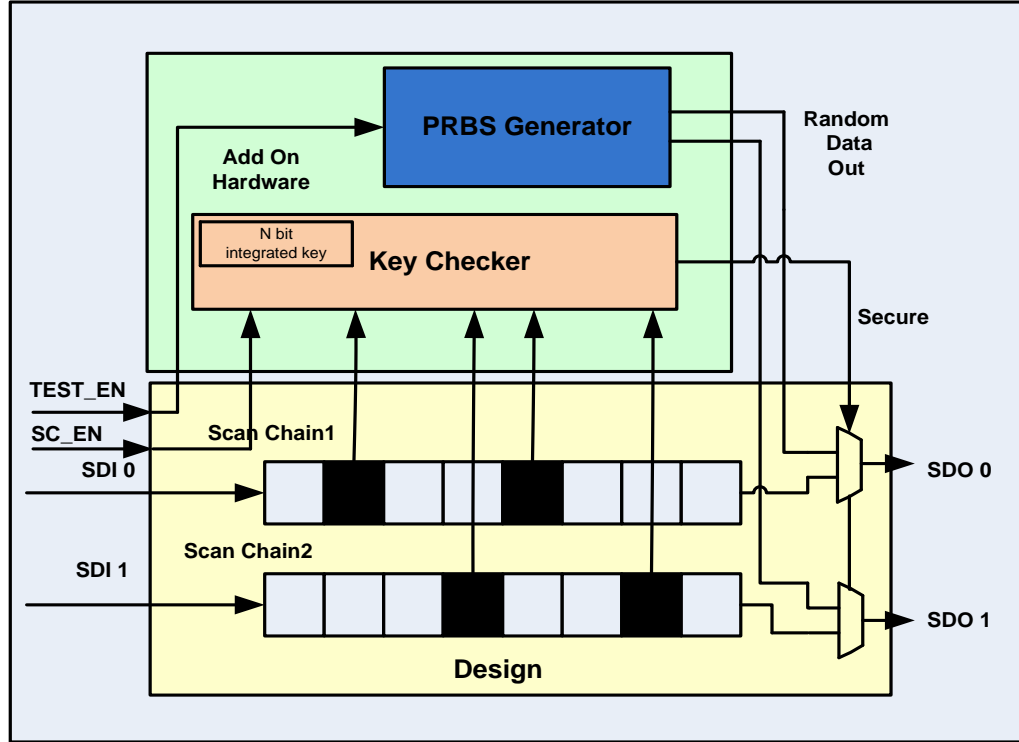 PRBS Generator
Random
Data
Out
Add On
Hardware
N bit
integrated key
Key Checker
Secure
TEST_EN
SC_EN
Scan Chain1
SDI 0
SDO 0
Scan Chain2
SDI 1
SDO 1
Design